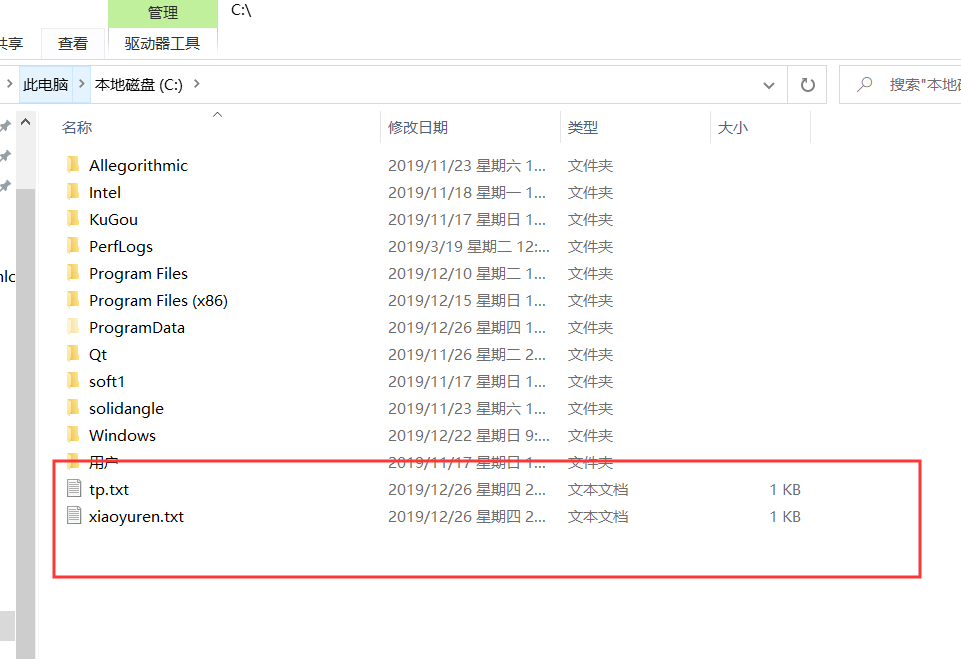 管理 C:\
共享 查看 驱动器工具
此电脑 本地磁盘 (C:) 搜索"本地
名称 修改日期 类型 大小
Allegorithmic 2019/11/23 星期六 1... 文件夹
Intel 2019/11/18 星期一 1... 文件夹
KuGou 2019/11/17 星期日 1... 文件夹
PerfLogs 2019/3/19 星期二 12:... 文件夹
Program Files 2019/12/10 星期二 1... 文件夹
Program Files (x86) 2019/12/15 星期日 1... 文件夹
ProgramData 2019/12/26 星期四 1... 文件夹
Qt 2019/11/26 星期二 2... 文件夹
soft1 2019/11/17 星期日 1... 文件夹
solidangle 2019/11/23 星期六 1... 文件夹
Windows 2019/12/22 星期日 9:... 文件夹
用户 2019/11/17 星期日 1... 文件夹
tp.txt 2019/12/26 星期四 2... 文本文档 1 KB
xiaoyuren.txt 2019/12/26 星期四 2... 文本文档 1 KB